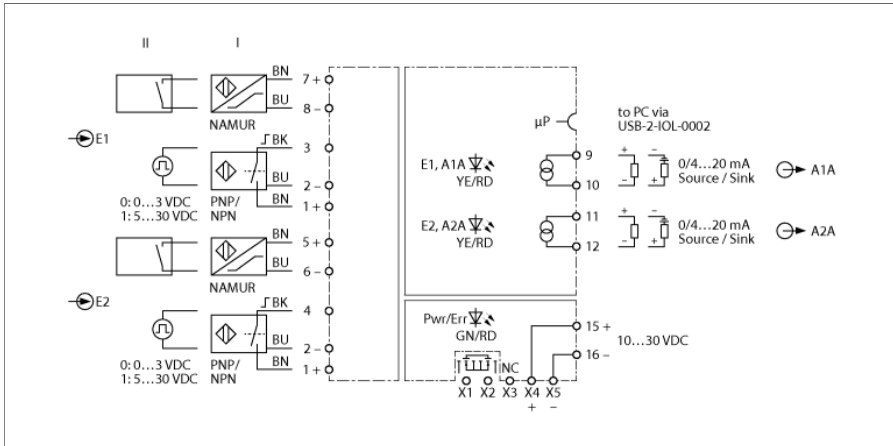 II I
BN 7 +
BU 8 –
NAMUR
E1
BK 3
BU 2 –
BN 1 +
0: 0...3 VDC
1: 5...30 VDC
PNP/
NPN
BN 5 +
BU 6 –
NAMUR
E2
BK 4
BU 2 –
BN 1 +
0: 0...3 VDC
1: 5...30 VDC
PNP/
NPN
µP
to PC via
USB-2-IOL-0002
E1, A1A
YE/RD
9
10
+ –
– +
0/4...20 mA
Source / Sink
A1A
E2, A2A
YE/RD
11
12
+ –
– +
0/4...20 mA
Source / Sink
A2A
Pwr/Err
GN/RD
15 +
16 –
10...30 VDC
NC
X1 X2 X3 X4 X5
+ –